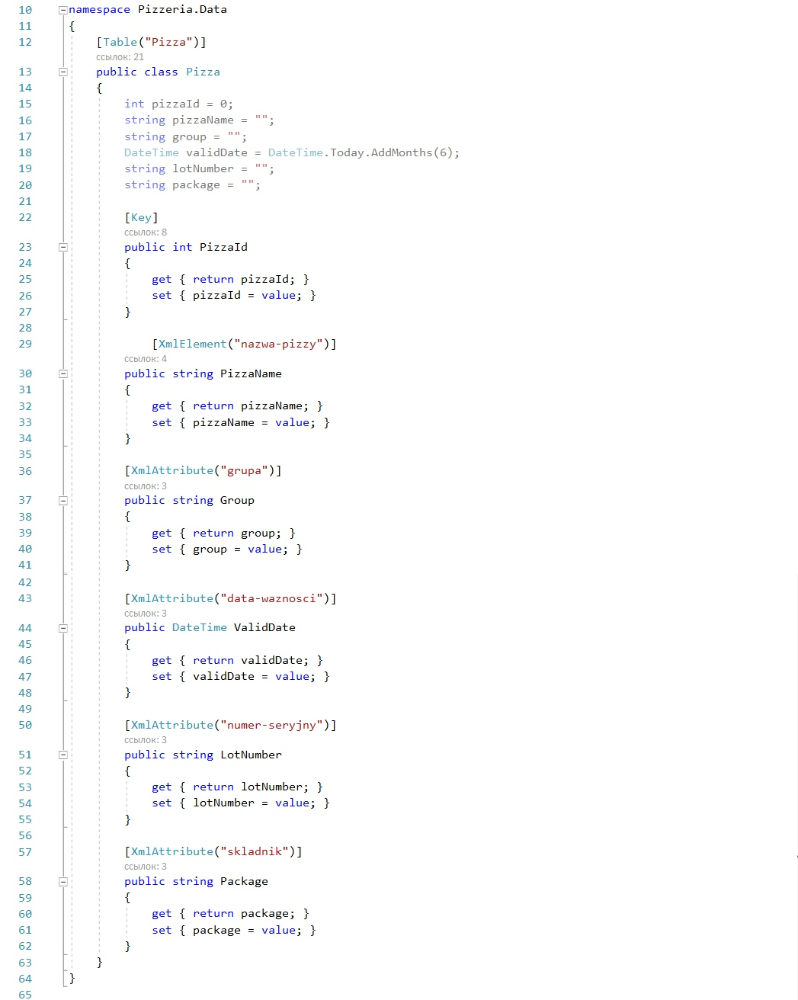 10 namespace Pizzeria.Data
11 {
12 [Table("Pizza")]
ссылок: 21
13 public class Pizza
14 {
15 int pizzaId = 0;
16 string pizzaName = "";
17 string group = "";
18 DateTime validDate = DateTime.Today.AddMonths(6);
19 string lotNumber = "";
20 string package = "";
21
22 [Key]
ссылок: 8
23 public int PizzaId
24 {
25 get { return pizzaId; }
26 set { pizzaId = value; }
27 }
28
29 [XmlElement("nazwa-pizzy")]
ссылок: 4
30 public string PizzaName
31 {
32 get { return pizzaName; }
33 set { pizzaName = value; }
34 }
35
36 [XmlAttribute("grupa")]
ссылок: 3
37 public string Group
38 {
39 get { return group; }
40 set { group = value; }
41 }
42
43 [XmlAttribute("data-waznosci")]
ссылок: 3
44 public DateTime ValidDate
45 {
46 get { return validDate; }
47 set { validDate = value; }
48 }
49
50 [XmlAttribute("numer-seryjny")]
ссылок: 3
51 public string LotNumber
52 {
53 get { return lotNumber; }
54 set { lotNumber = value; }
55 }
56
57 [XmlAttribute("skladnik")]
ссылок: 3
58 public string Package
59 {
60 get { return package; }
61 set { package = value; }
62 }
63 }
64 }
65